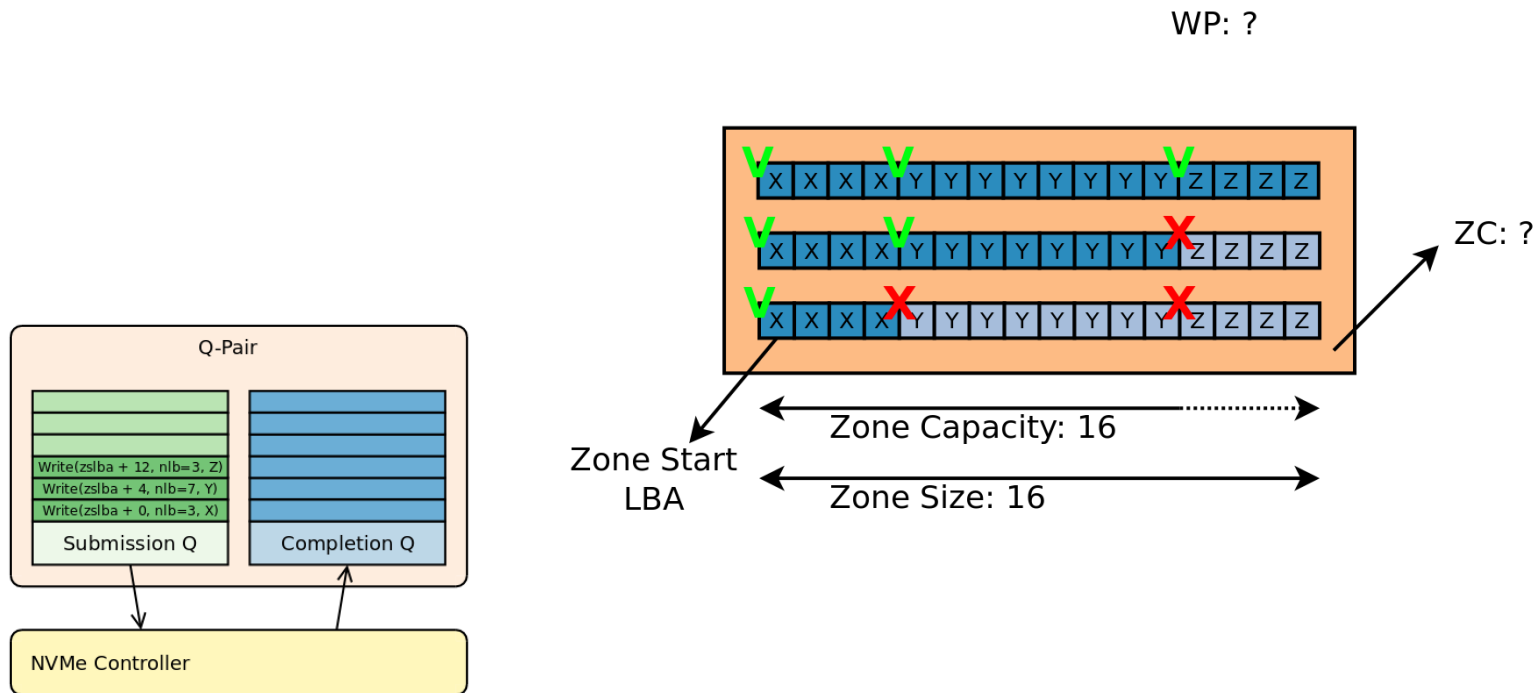 WP: ?
V V V
X X X X Y Y Y Y Y Y Y Y Z Z Z Z
V V X
X X X X Y Y Y Y Y Y Y Y Z Z Z Z
ZC: ?
V X X
X X X X Y Y Y Y Y Y Y Y Z Z Z Z
Zone Capacity: 16
Zone Start
LBA
Zone Size: 16
Q-Pair
Write(zslba + 12, nlb=3, Z)
Write(zslba + 4, nlb=7, Y)
Write(zslba + 0, nlb=3, X)
Submission Q
Completion Q
NVMe Controller